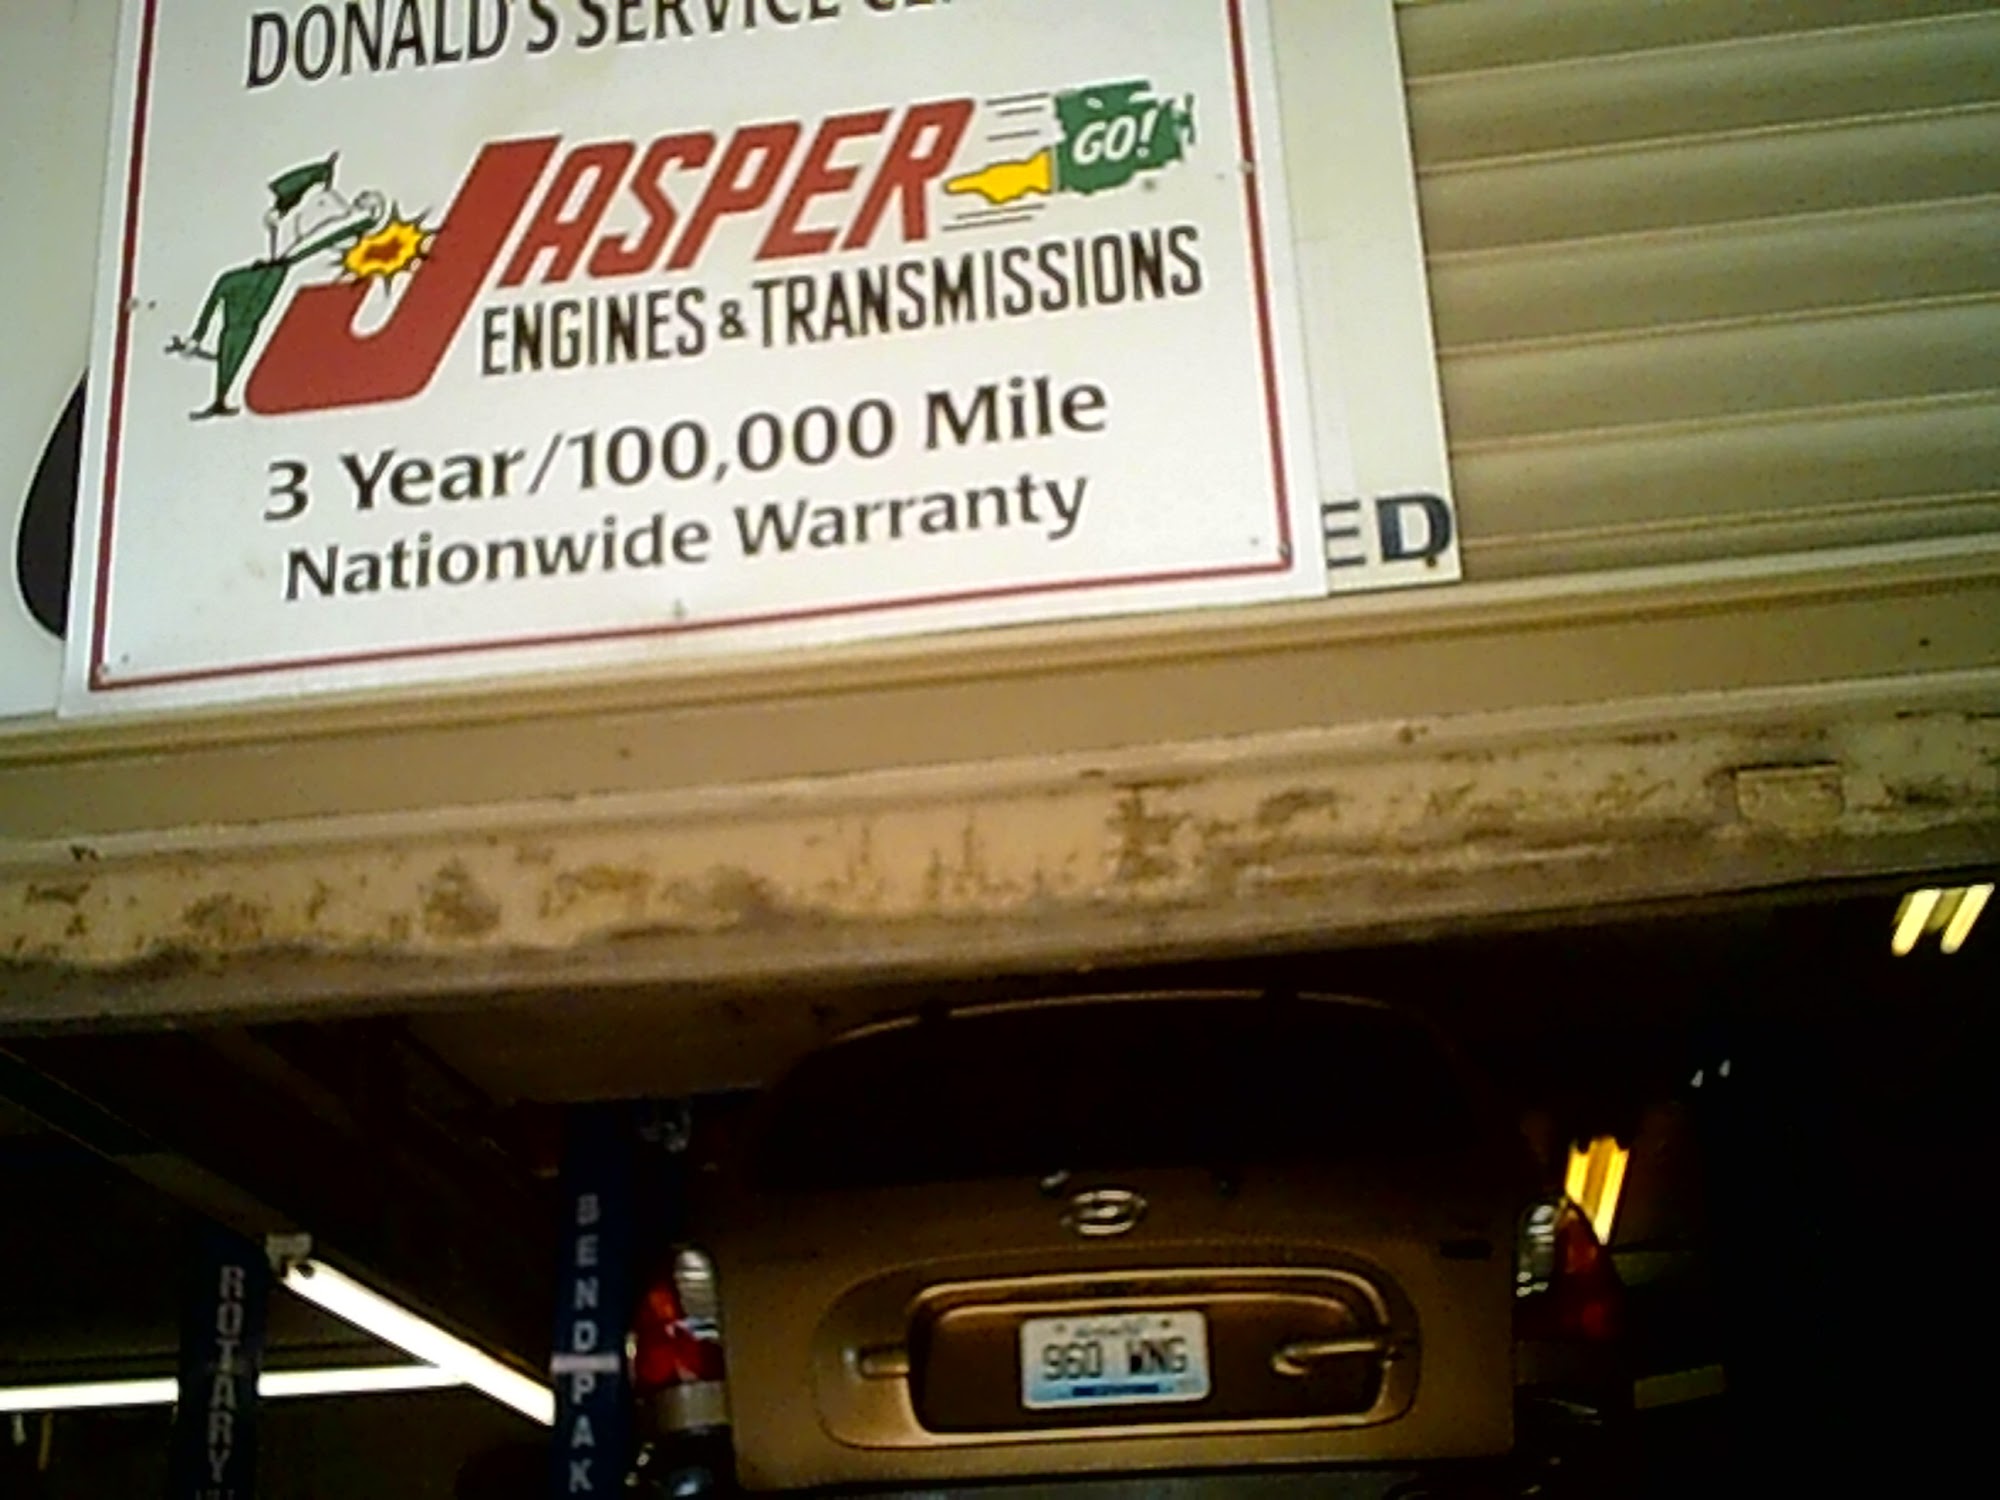 DONALD'S SERVICE
JASPER
GO!
ENGINES & TRANSMISSIONS
3 Year/100,000 Mile
Nationwide Warranty
ED
BENDPAK
ROTARY
960 WNG